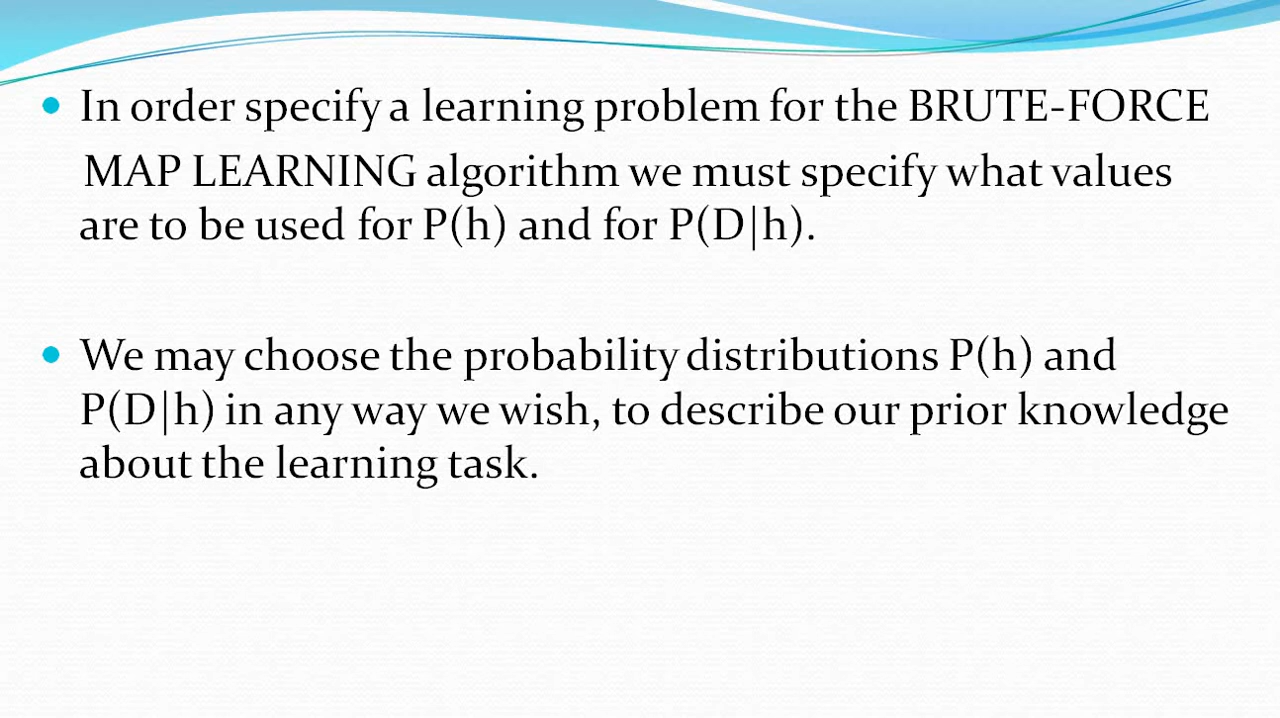 In order specify a learning problem for the BRUTE-FORCE
MAP LEARNING algorithm we must specify what values
are to be used for P(h) and for P(D|h).
We may choose the probability distributions P(h) and
P(D|h) in any way we wish, to describe our prior knowledge
about the learning task.